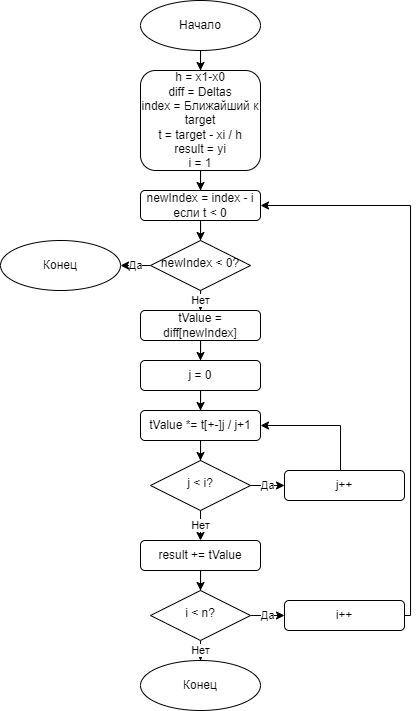 Начало
h = x1-x0
diff = Deltas
index = Ближайший к
target
t = target - xi / h
result = yi
i = 1
newIndex = index - i
если t < 0
newIndex < 0?
Да
Конец
Нет
tValue =
diff[newIndex]
j = 0
tValue *= t[+-]j / j+1
j < i?
Да
j++
Нет
result += tValue
i < n?
Да
i++
Нет
Конец